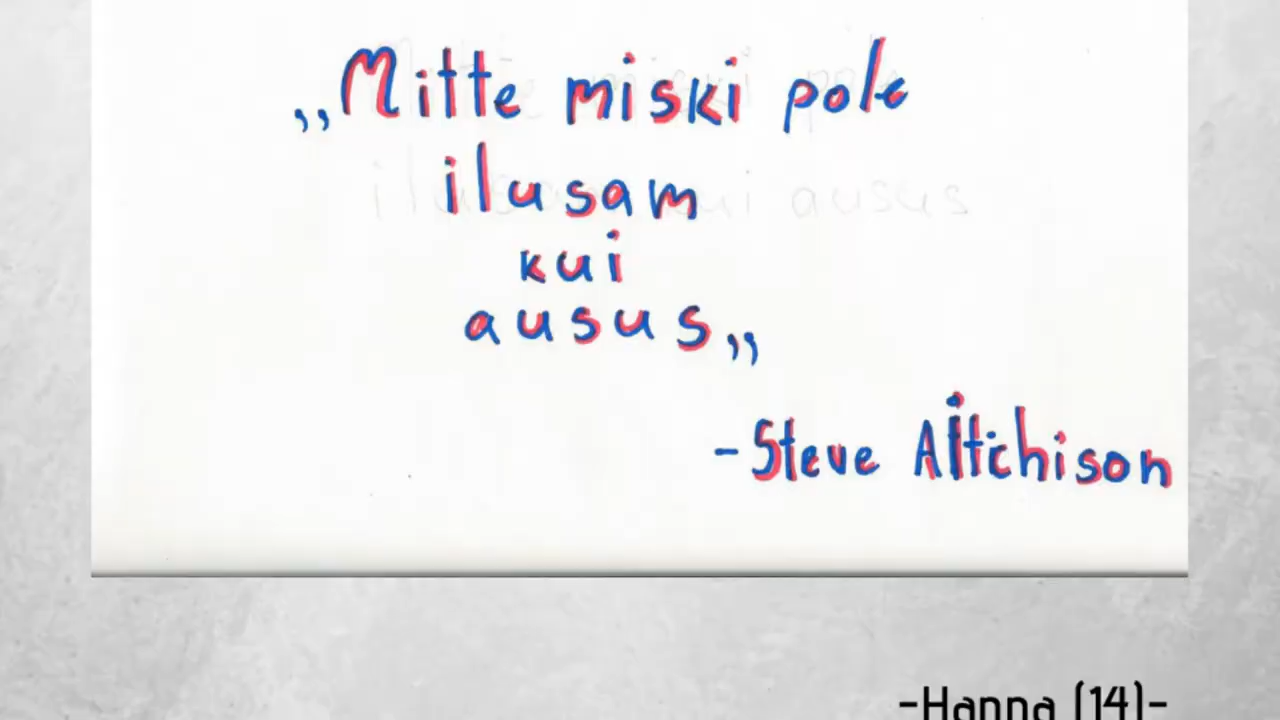 ,,Mitte miski pole
ilusam
kui
ausus,,
-Steve Aitchison
-Hanna (14)-